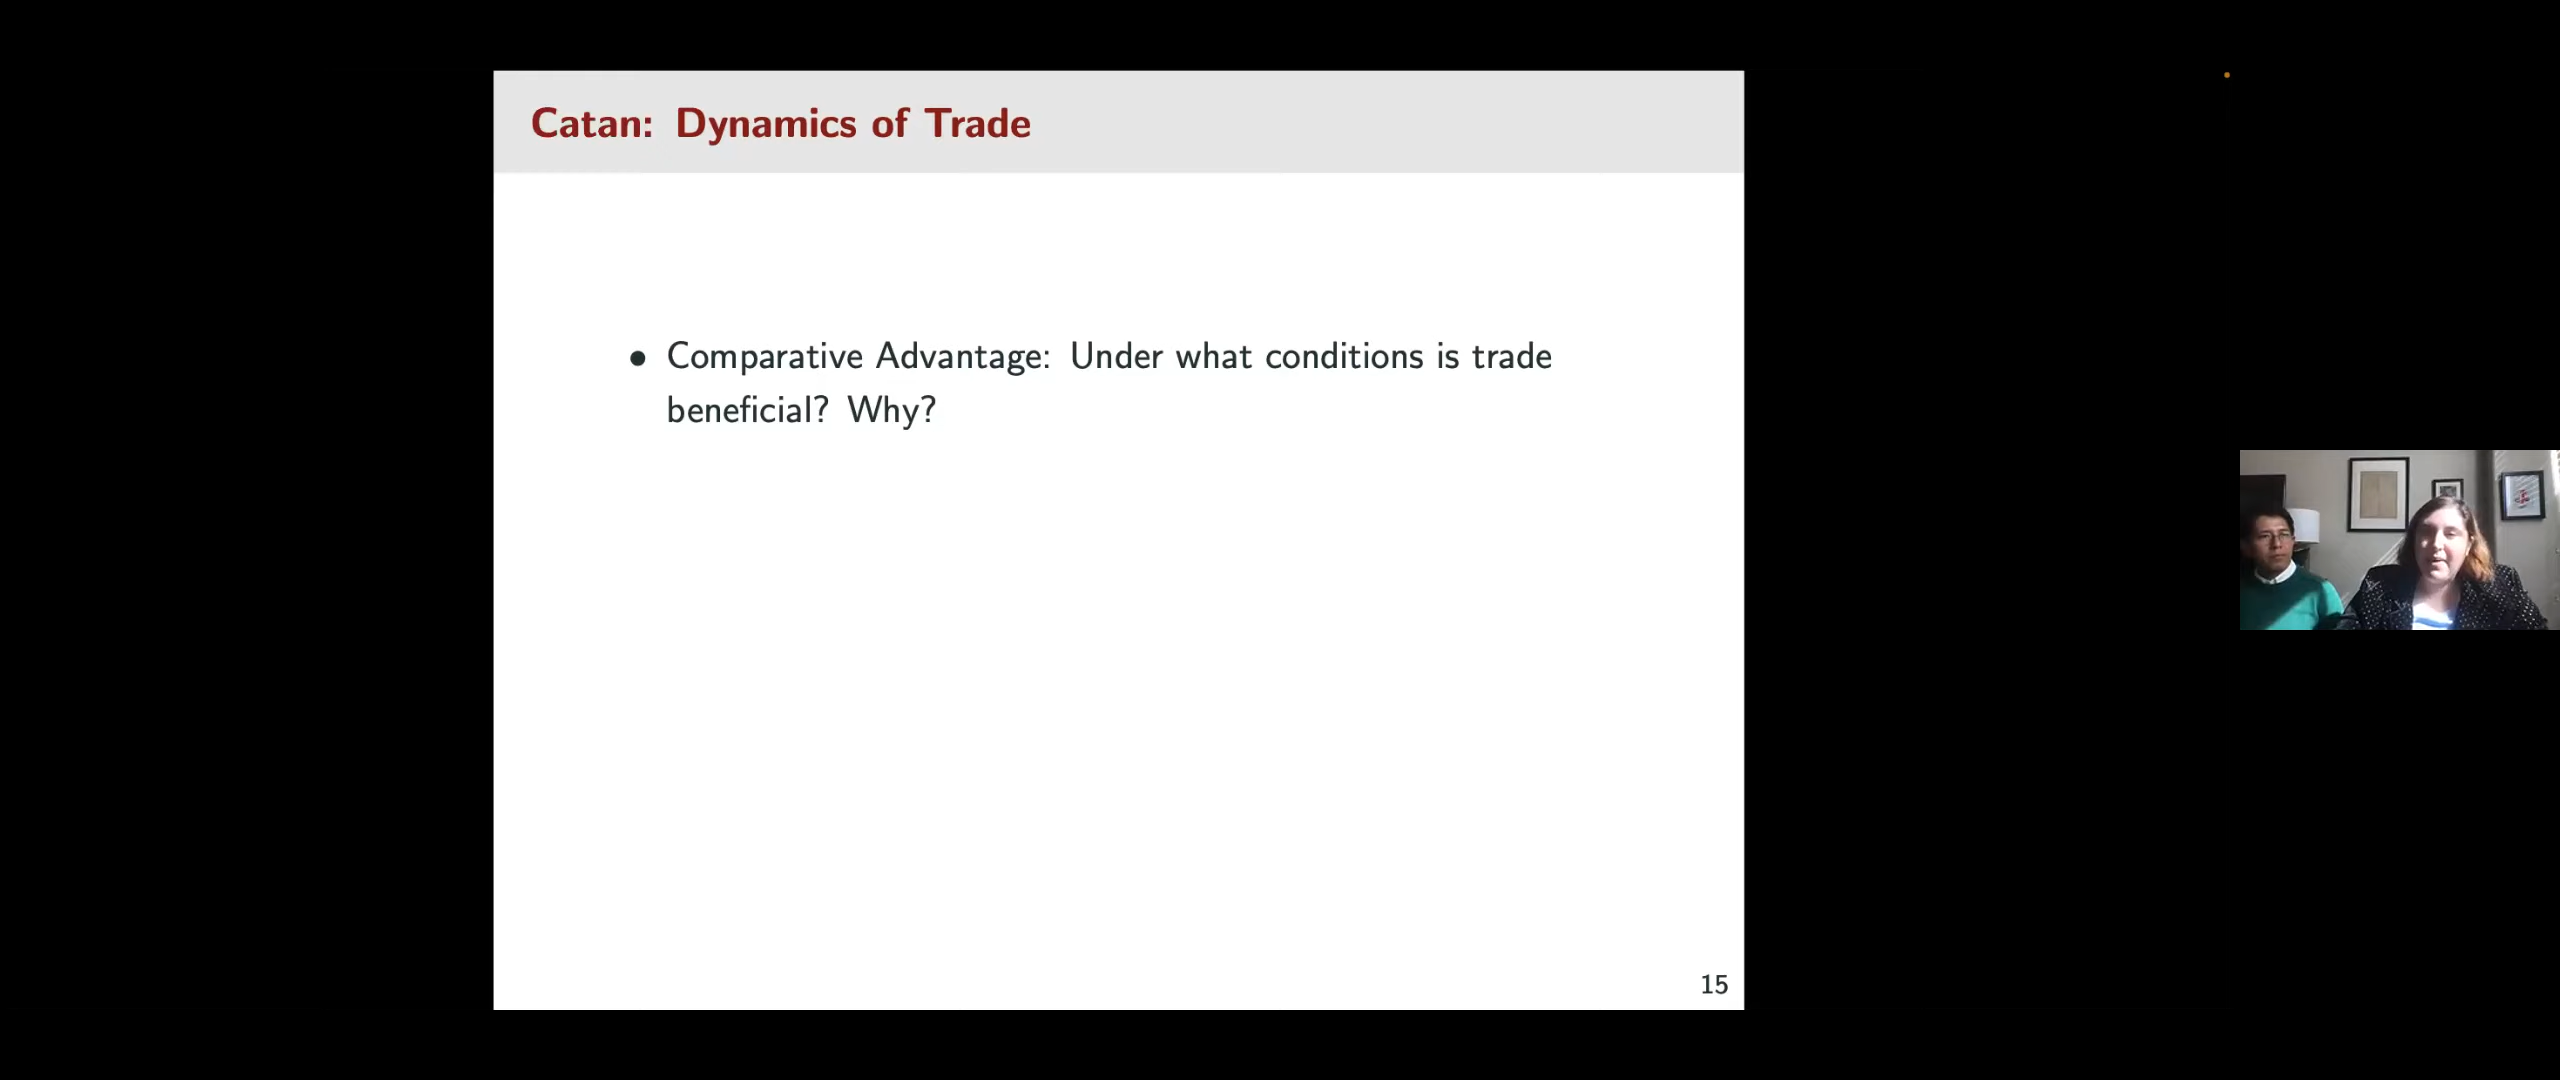 Catan: Dynamics of Trade
• Comparative Advantage: Under what conditions is trade
beneficial? Why?
15